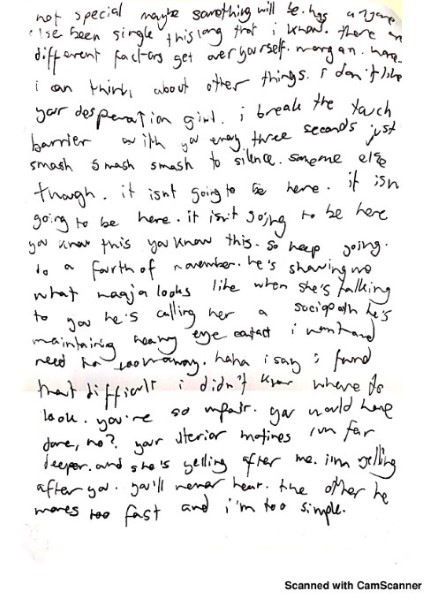 not special maybe something will be. has anyone
else been single this long that i know. there are
different factors get over yourself. morgan.
i can think about other things. i don't like
your desperation girl. i break the touch
barrier with you every three seconds just
smash smash smash to silence. someone else
though. it isnt going to be here. it isn
going to be here. it isn't going to be here
you know this you know this. so keep going.
to a fourth of november. he's showing me
what looks like when she's talking
to you he's calling her a sociopath he's
maintaining heavy eye contact i want and
need to away. haha i say i found
that difficult i didn't know where to
look. you're so unfair. you would have
done, no? your ulterior motives run far
deeper. and she's yelling after me. i'm yelling
after you. you'll never hear. the other he
moves too fast and i'm too simple.
Scanned with CamScanner